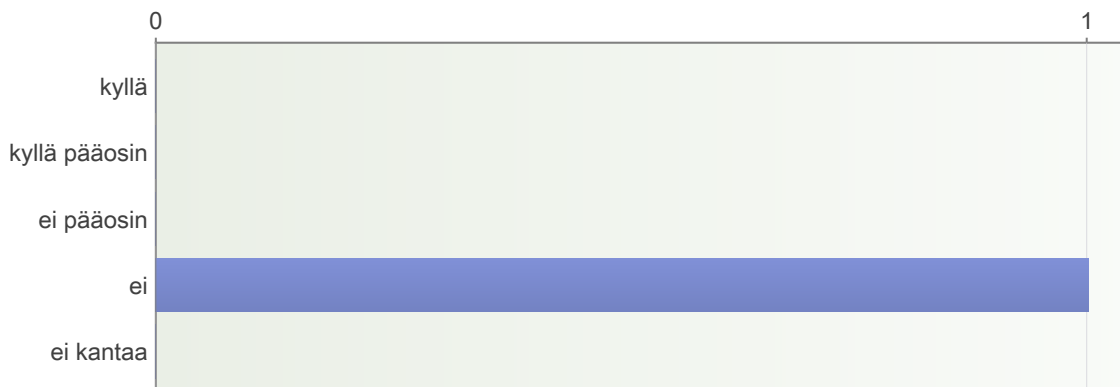 0 1
kyllä
kyllä pääosin
ei pääosin
ei
ei kantaa